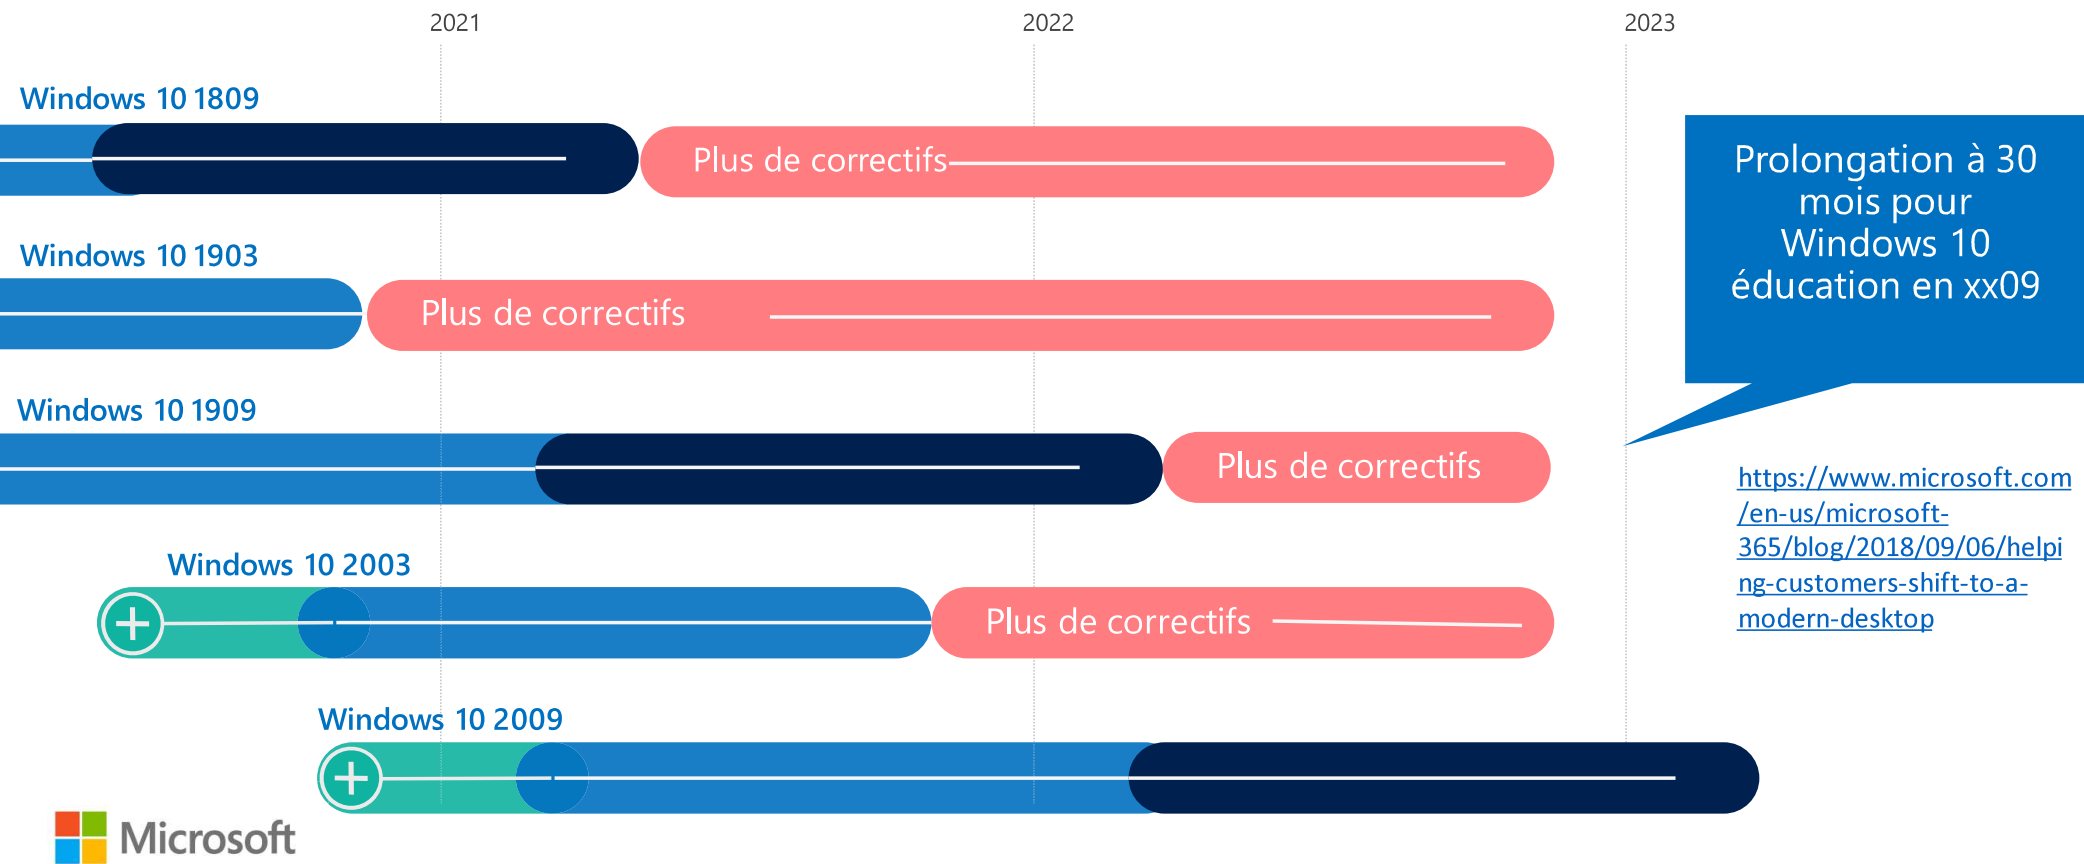 2021
2022
2023
Windows 10 1809
Plus de correctifs
Windows 10 1903
Plus de correctifs
Windows 10 1909
Plus de correctifs
Windows 10 2003
Plus de correctifs
Windows 10 2009
Prolongation à 30
mois pour
Windows 10
éducation en xx09
https://www.microsoft.com
/en-us/microsoft-
365/blog/2018/09/06/helpi
ng-customers-shift-to-a-
modern-desktop
Microsoft